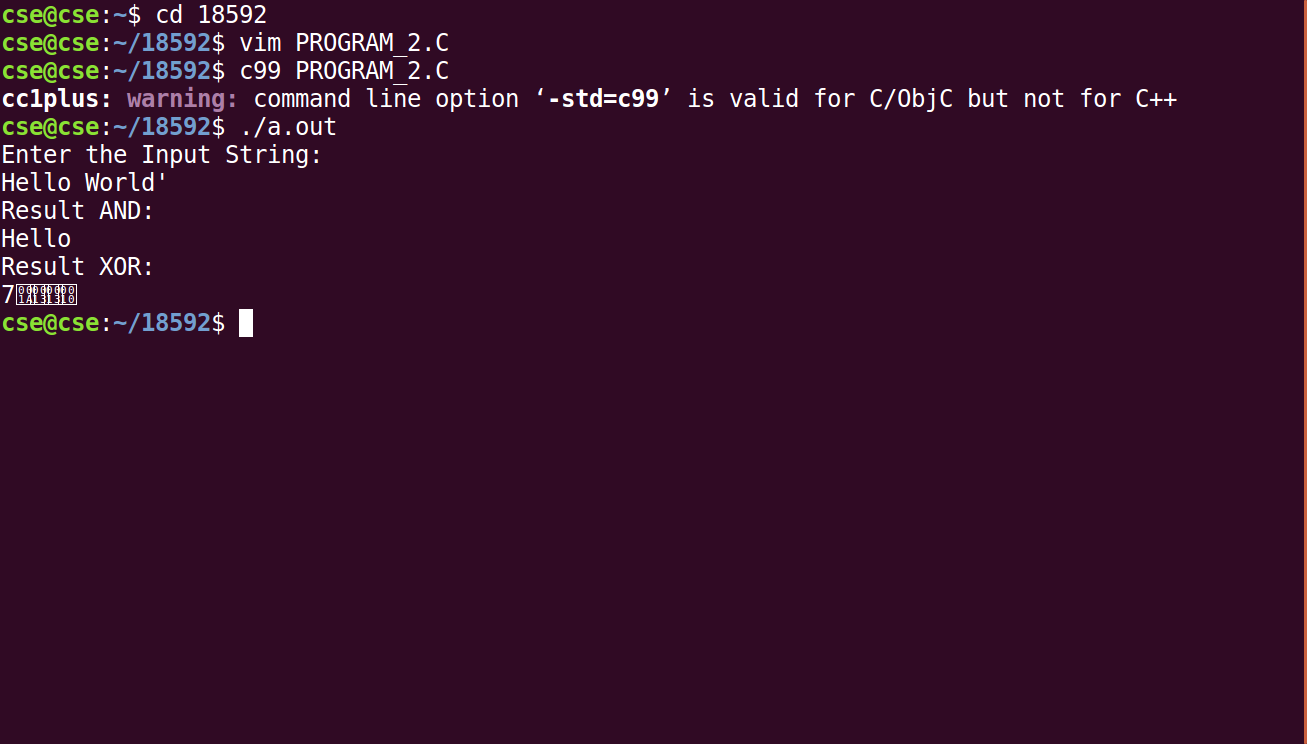 cse@cse:~$ cd 18592
cse@cse:~/18592$ vim PROGRAM_2.C
cse@cse:~/18592$ c99 PROGRAM_2.C
cc1plus: warning: command line option ‘-std=c99’ is valid for C/ObjC but not for C++
cse@cse:~/18592$ ./a.out
Enter the Input String:
Hello World'
Result AND:
Hello
Result XOR:
7
cse@cse:~/18592$